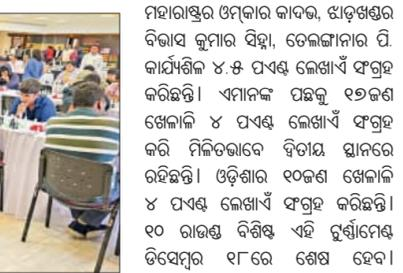 ମହାରାଷ୍ଟ୍ରର ଓମ୍‌କାର କାଦଭ, ଝାଡ଼ଖଣ୍ଡର
ବିଭାସ କୁମାର ସିହ୍ନା, ତେଲଙ୍ଗାନାର ପି.
କାର୍ଯ୍ୟଶିଳ ୪.୫ ପଏଣ୍ଟ ଲେଖାଏଁ ସଂଗ୍ରହ
କରିଛନ୍ତି। ଏମାନଙ୍କ ପଛକୁ ୧୭ଜଣ
ଖେଳାଳି ୪ ପଏଣ୍ଟ ଲେଖାଏଁ ସଂଗ୍ରହ
କରି ମିଳିତଭାବେ ଦ୍ୱିତୀୟ ସ୍ଥାନରେ
ରହିଛନ୍ତି। ଓଡ଼ିଶାର ୧୦ଜଣ ଖେଳାଳି
୪ ପଏଣ୍ଟ ଲେଖାଏଁ ସଂଗ୍ରହ କରିଛନ୍ତି।
୧୦ ରାଉଣ୍ଡ ବିଶିଷ୍ଟ ଏହି ଟୁର୍ଣ୍ଣାମେଣ୍ଟ
ଡିସେମ୍ବର ୧୮ରେ ଶେଷ ହେବ।